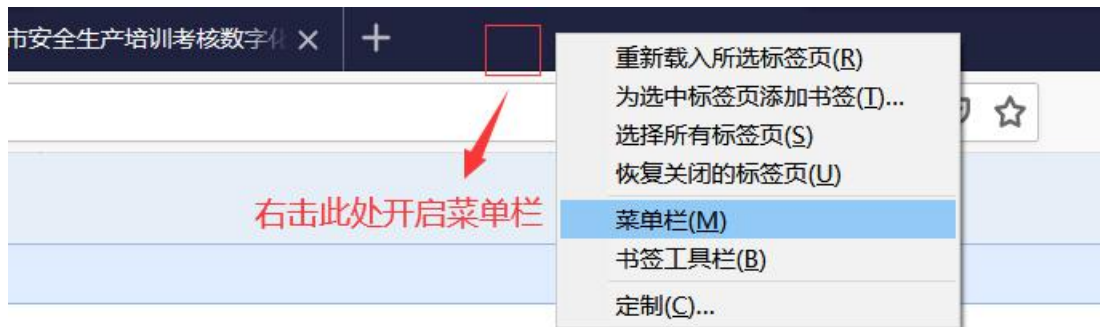 市安全生产培训考核数字化
重新载入所选标签页(R)
为选中标签页添加书签(T)...
选择所有标签页(S)
恢复关闭的标签页(U)
右击此处开启菜单栏
菜单栏(M)
书签工具栏(B)
定制(C)...